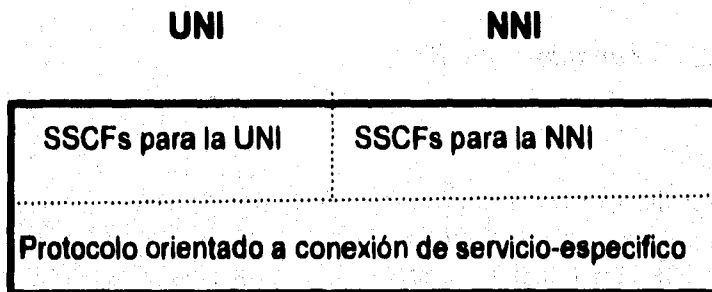 UNI NNI
SSCFs para la UNI SSCFs para la NNI
Protocolo orientado a conexión de servicio-especifico